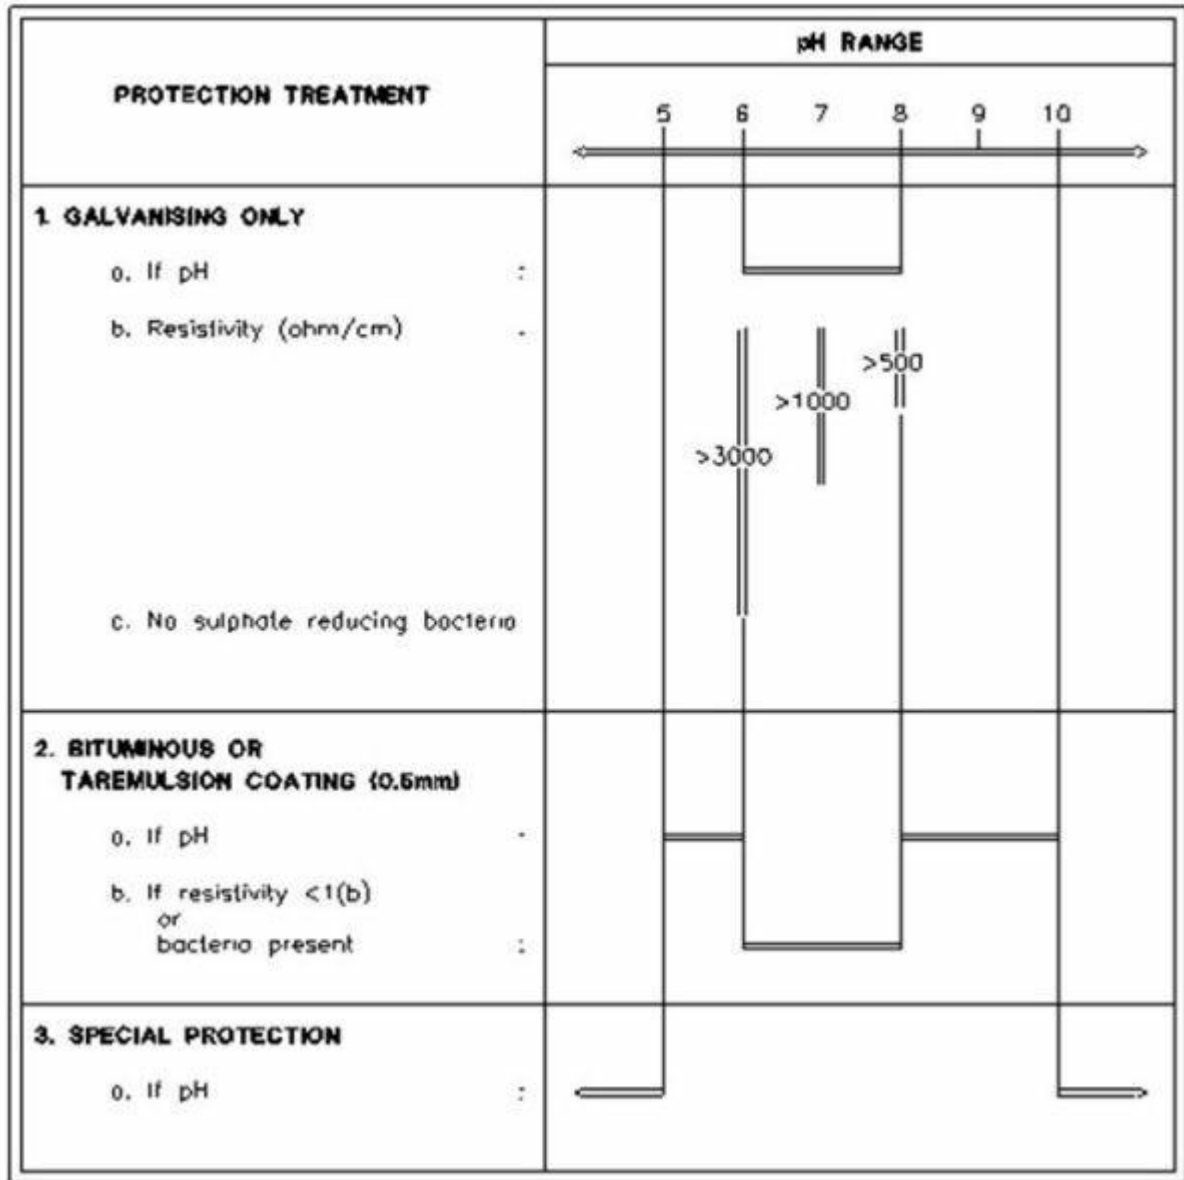 pH RANGE
PROTECTION TREATMENT
5 6 7 8 9 10
1. GALVANISING ONLY
a. If pH :
b. Resistivity (ohm/cm) .
>500
>1000
>3000
c. No sulphate reducing bacteria
2. BITUMINOUS OR
TAREMULSION COATING (0.5mm)
a. If pH -
b. If resistivity <1(b)
or
bacteria present :
3. SPECIAL PROTECTION
a. If pH :